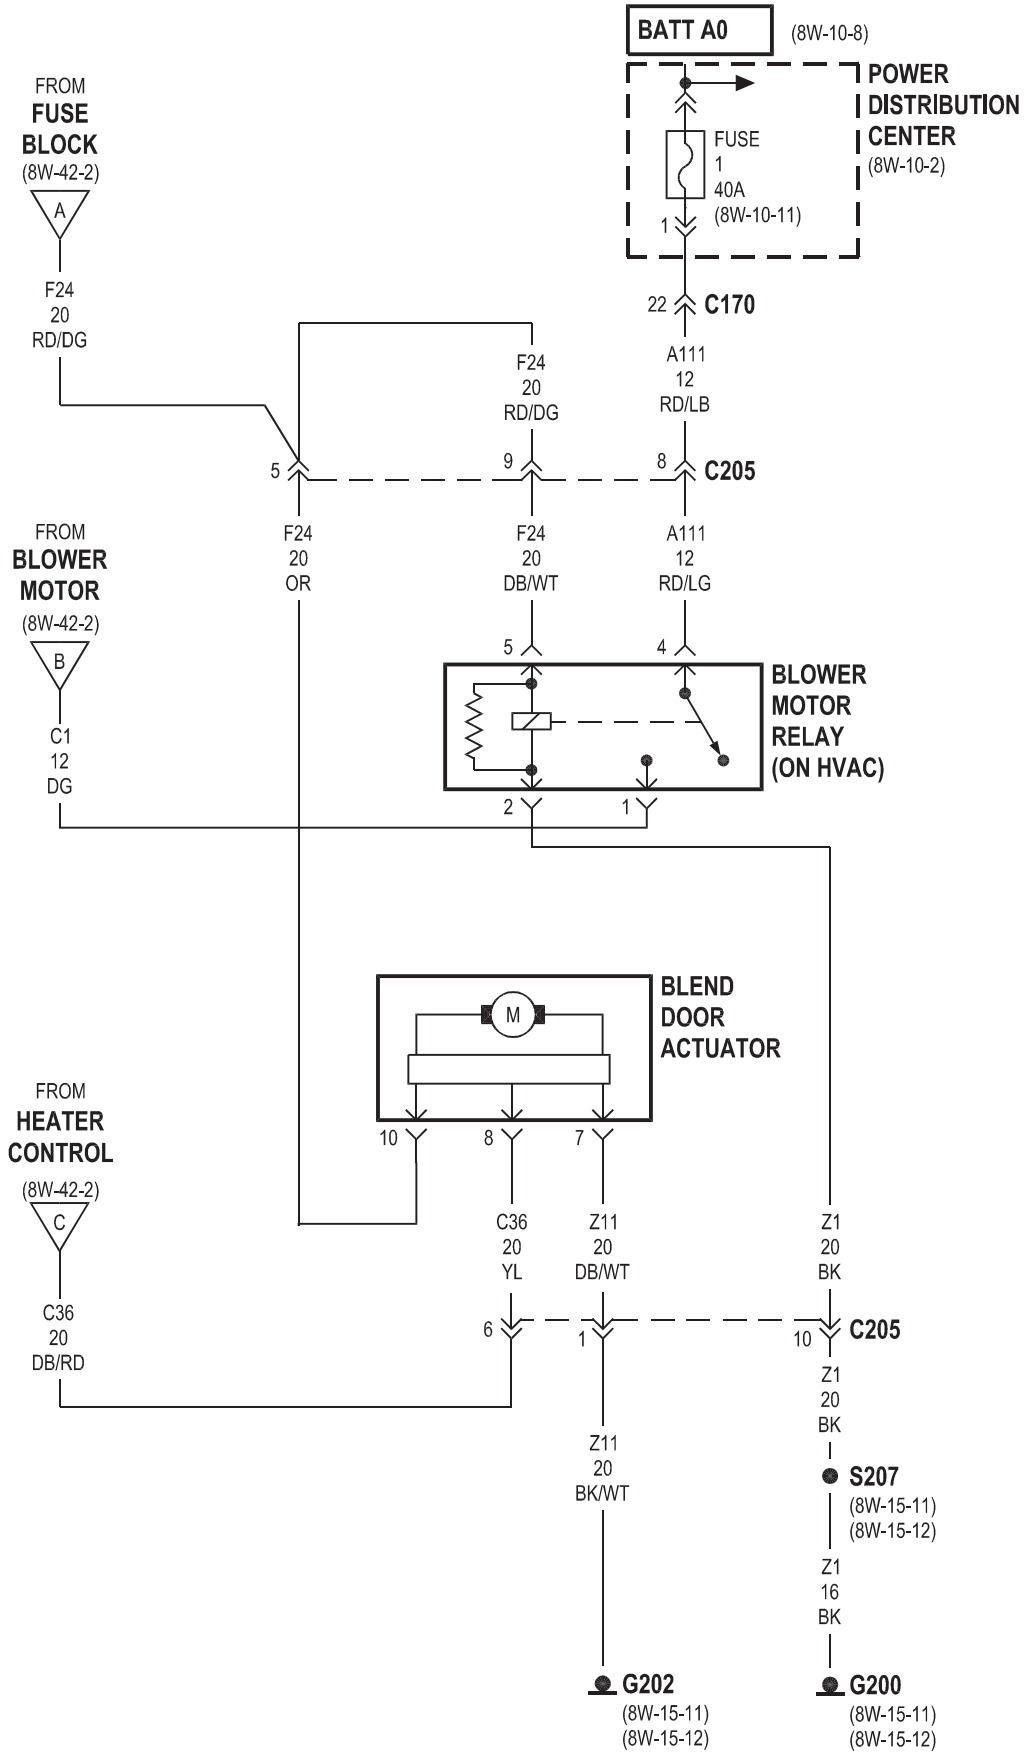 BATT A0
(8W-10-8)
POWER
DISTRIBUTION
CENTER
(8W-10-2)
FUSE
1
40A
(8W-10-11)
1
FROM
FUSE
BLOCK
(8W-42-2)
A
F24
20
RD/DG
22
C170
F24
20
RD/DG
A111
12
RD/LB
5
9
8
C205
F24
20
OR
F24
20
DB/WT
A111
12
RD/LG
FROM
BLOWER
MOTOR
(8W-42-2)
B
C1
12
DG
5
4
BLOWER
MOTOR
RELAY
(ON HVAC)
2
1
BLEND
DOOR
ACTUATOR
M
10
8
7
FROM
HEATER
CONTROL
(8W-42-2)
C
C36
20
DB/RD
C36
20
YL
Z11
20
DB/WT
Z1
20
BK
6
1
10
C205
Z1
20
BK
Z11
20
BK/WT
S207
(8W-15-11)
(8W-15-12)
Z1
16
BK
G202
(8W-15-11)
(8W-15-12)
G200
(8W-15-11)
(8W-15-12)